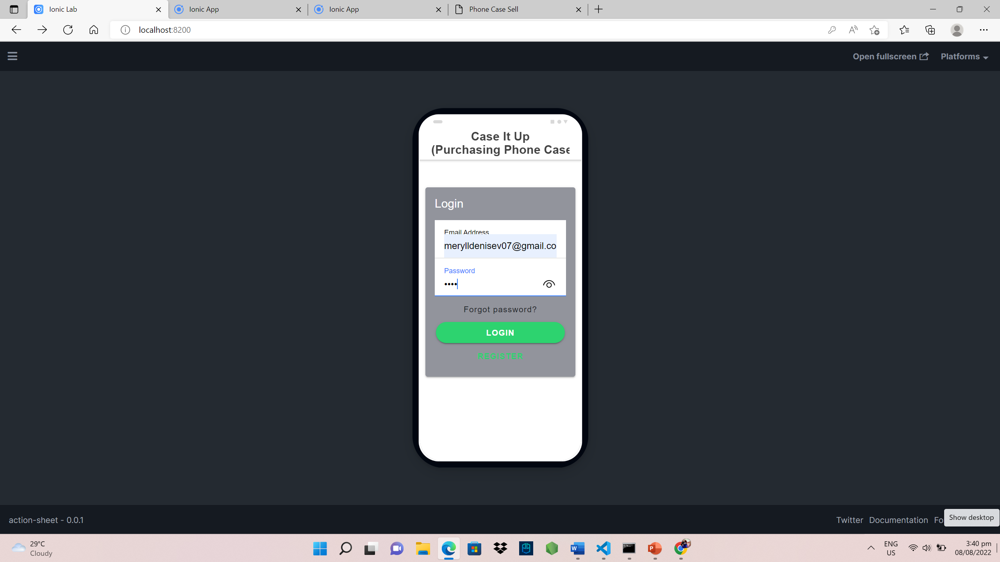 Ionic Lab
Ionic App
Ionic App
Phone Case Sell
localhost:8200
Open fullscreen
Platforms
Case It Up
(Purchasing Phone Case
Login
Email Address
merylldenisev07@gmail.co
Password
Forgot password?
LOGIN
REGISTER
action-sheet - 0.0.1
Twitter Documentation Fo
Show desktop
29°C
Cloudy
ENG
US
3:40 pm
08/08/2022